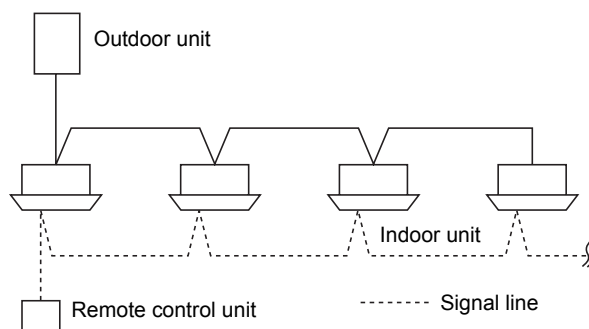 Outdoor unit
Indoor unit
Remote control unit
Signal line